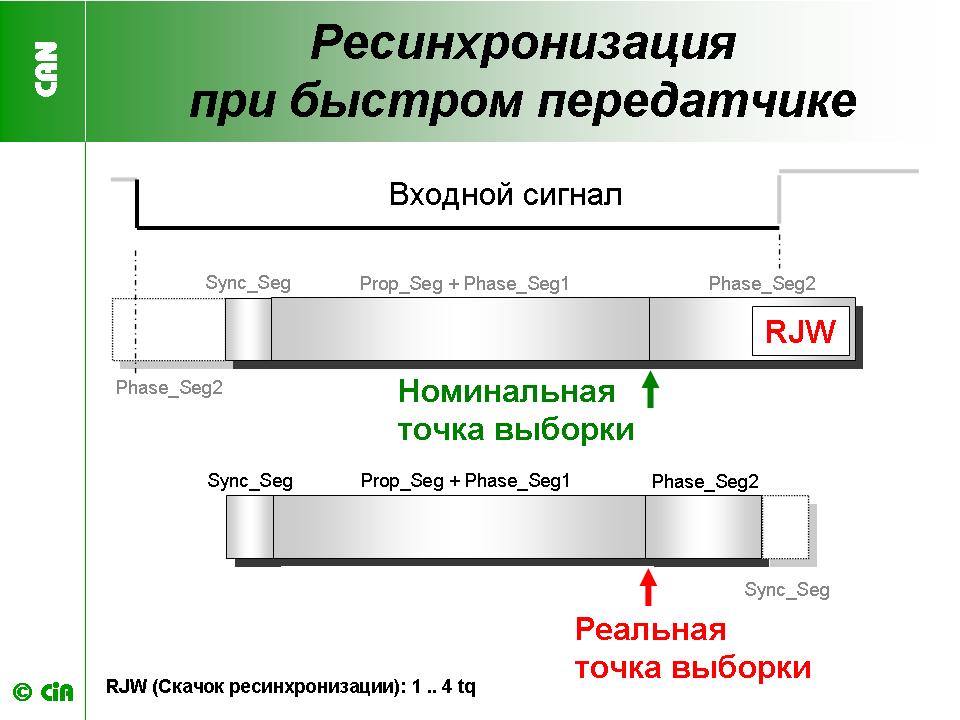 CAN
Ресинхронизация
при быстром передатчике
Входной сигнал
Sync_Seg
Prop_Seg + Phase_Seg1
Phase_Seg2
RJW
Phase_Seg2
Номинальная
точка выборки
Sync_Seg
Prop_Seg + Phase_Seg1
Phase_Seg2
Sync_Seg
Реальная
точка выборки
© CiA
RJW (Скачок ресинхронизации): 1 .. 4 tq